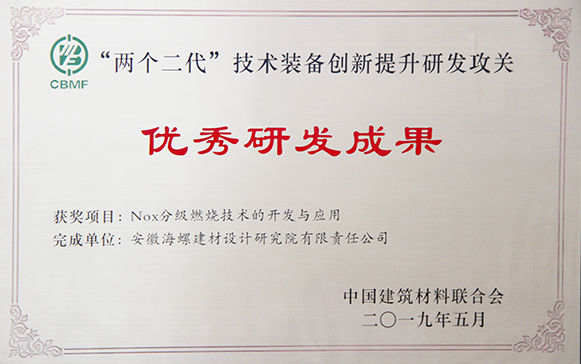 CBMF
“两个二代”技术装备创新提升研发攻关
优秀研发成果
获奖项目：Nox分级燃烧技术的开发与应用
完成单位：安徽海螺建材设计研究院有限责任公司
中国建筑材料联合会
二〇一九年五月